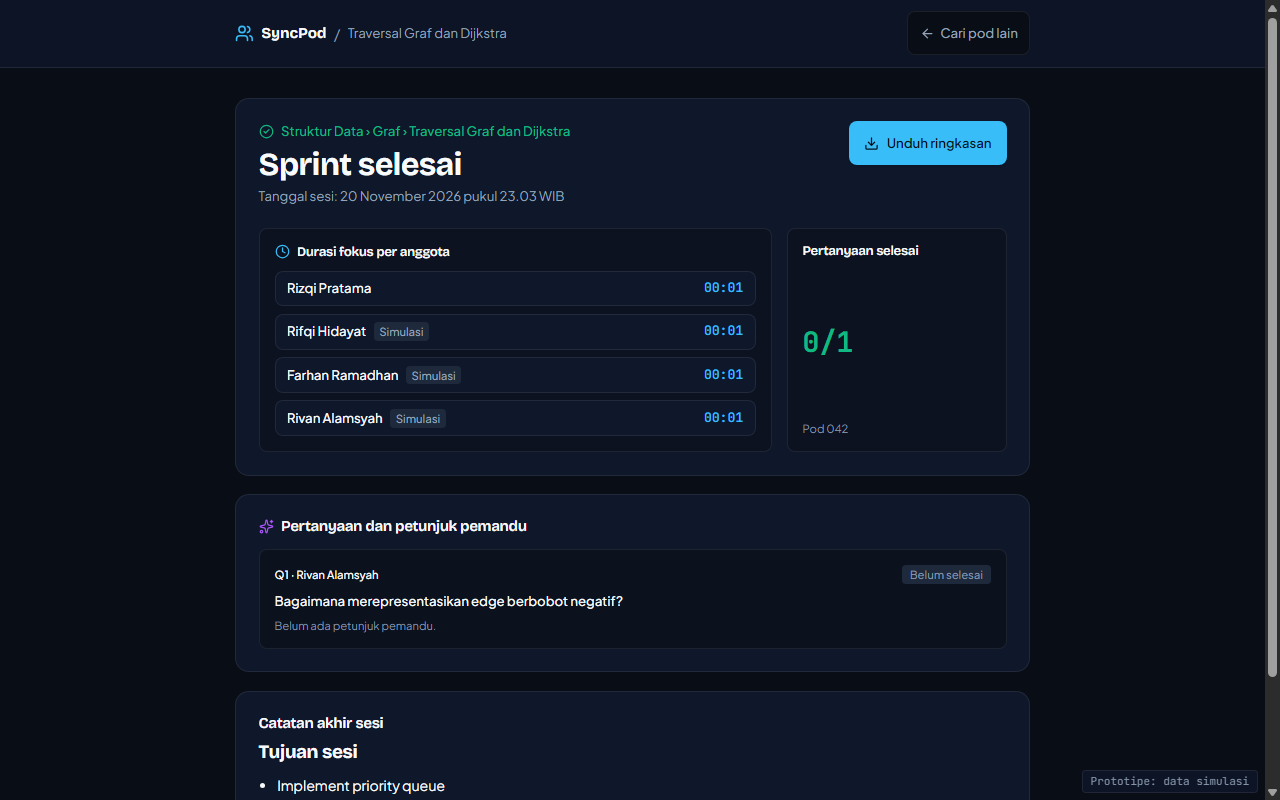 SyncPod / Traversal Graf dan Dijkstra
Cari pod lain
Struktur Data › Graf › Traversal Graf dan Dijkstra
Sprint selesai
Tanggal sesi: 20 November 2026 pukul 23.03 WIB
Unduh ringkasan
Durasi fokus per anggota
Rizqi Pratama 00:01
Rifqi Hidayat Simulasi 00:01
Farhan Ramadhan Simulasi 00:01
Rivan Alamsyah Simulasi 00:01
Pertanyaan selesai
0/1
Pod 042
Pertanyaan dan petunjuk pemandu
Q1 · Rivan Alamsyah
Belum selesai
Bagaimana merepresentasikan edge berbobot negatif?
Belum ada petunjuk pemandu.
Catatan akhir sesi
Tujuan sesi
• Implement priority queue
Prototipe: data simulasi